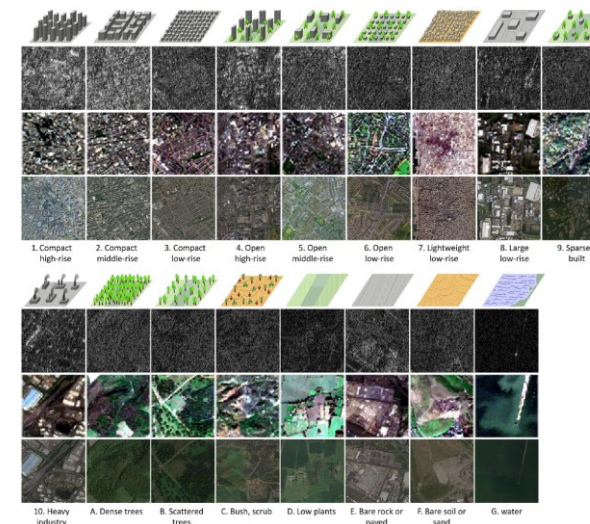 1. Compact 2. Compact 3. Compact 4. Open 5. Open 6. Open 7. Lightweight 8. Large 9. Sparse
high-rise middle-rise low-rise high-rise middle-rise low-rise low-rise low-rise built
10. Heavy A. Dense trees B. Scattered C. Bush, scrub D. Low plants E. Bare rock or F. Bare soil or G. water
industry trees paved sand